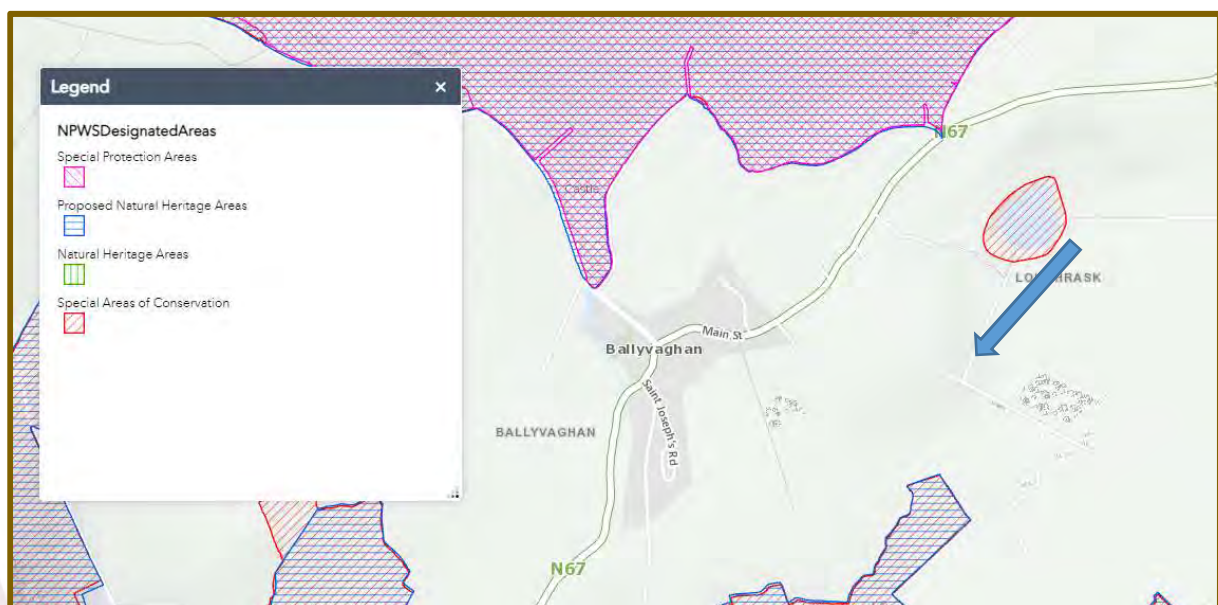 Legend
×
NPWSDesignatedAreas
Special Protection Areas
Proposed Natural Heritage Areas
Natural Heritage Areas
Special Areas of Conservation
N67
Castle
Main St
Ballyvaghan
Saint Joseph's Rd
BALLYVAGHAN
N67